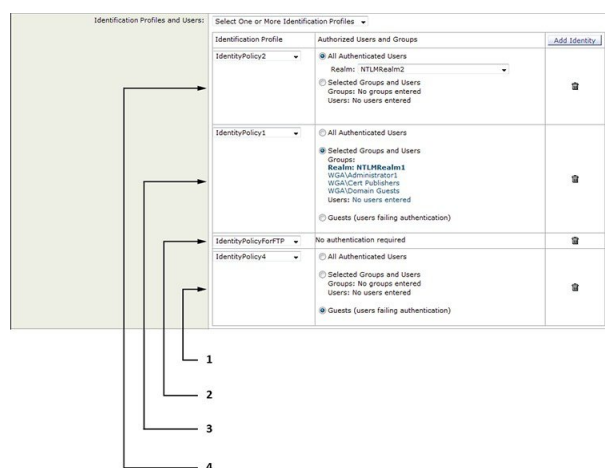 Identification Profiles and Users:
Select One or More Identification Profiles
Identification Profile
Authorized Users and Groups
Add Identity
IdentityPolicy2
All Authenticated Users
Realm: NTLMRealm2
Selected Groups and Users
Groups: No groups entered
Users: No users entered
IdentityPolicy1
All Authenticated Users
Selected Groups and Users
Groups:
Realm: NTLMRealm1
WGA\Administrator1
WGA\Cert Publishers
WGA\Domain Guests
Users: No users entered
Guests (users failing authentication)
IdentityPolicyForFTP
No authentication required
IdentityPolicy4
All Authenticated Users
Selected Groups and Users
Groups: No groups entered
Users: No users entered
Guests (users failing authentication)
1
2
3
4